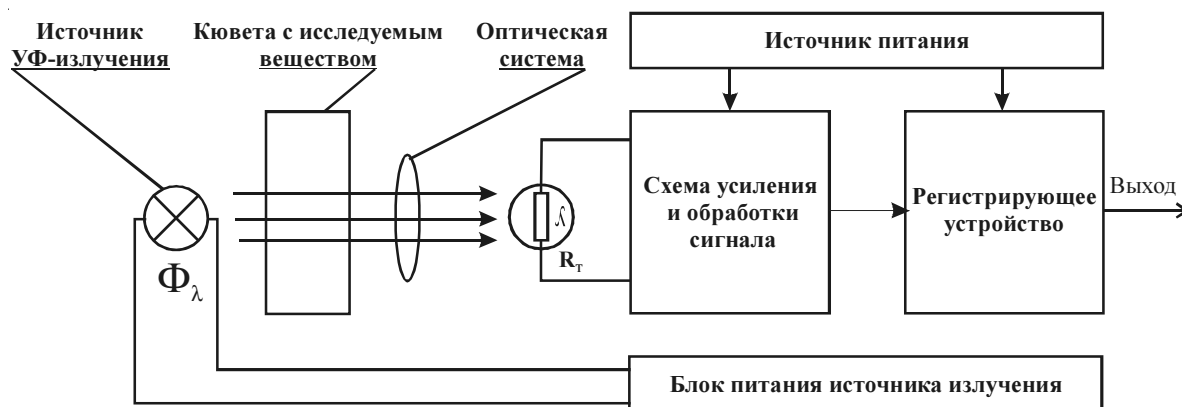 Источник
УФ-излучения
Кювета с исследуемым
веществом
Оптическая
система
Источник питания
Схема усиления
и обработки
сигнала
Регистрирующее
устройство
Выход
λ
Rт
Фλ
Блок питания источника излучения